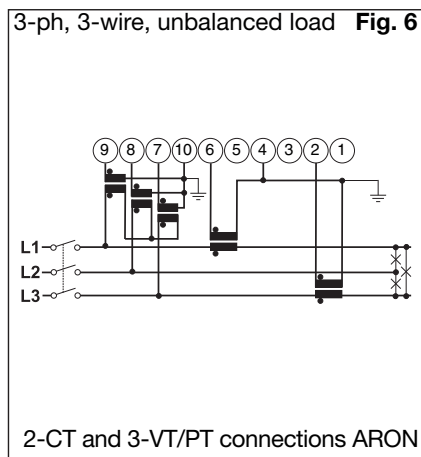 3-ph, 3-wire, unbalanced load Fig. 6
9 8 7 10 6 5 4 3 2 1
L1
L2
L3
2-CT and 3-VT/PT connections ARON